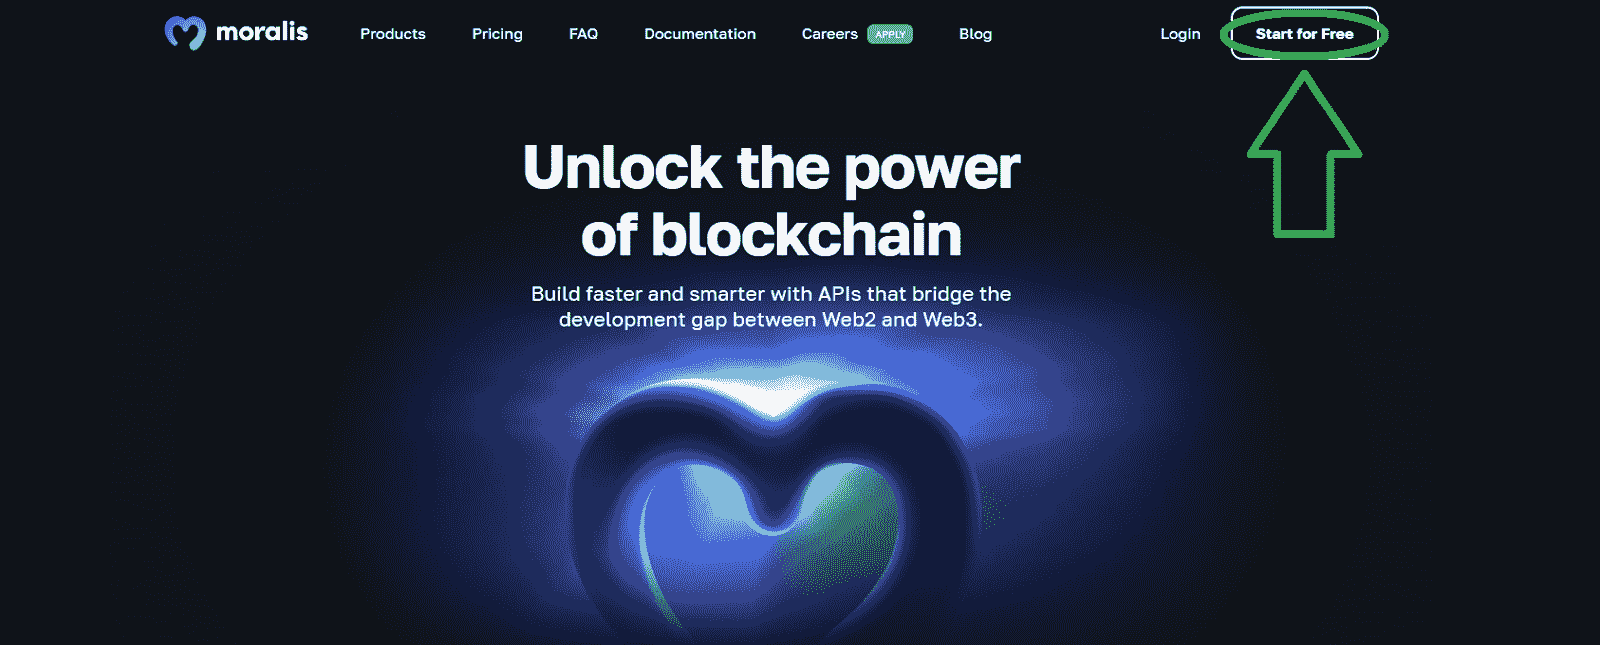 moralis Products Pricing FAQ Documentation Careers APPLY Blog Login Start for Free
Unlock the power
of blockchain
Build faster and smarter with APIs that bridge the
development gap between Web2 and Web3.